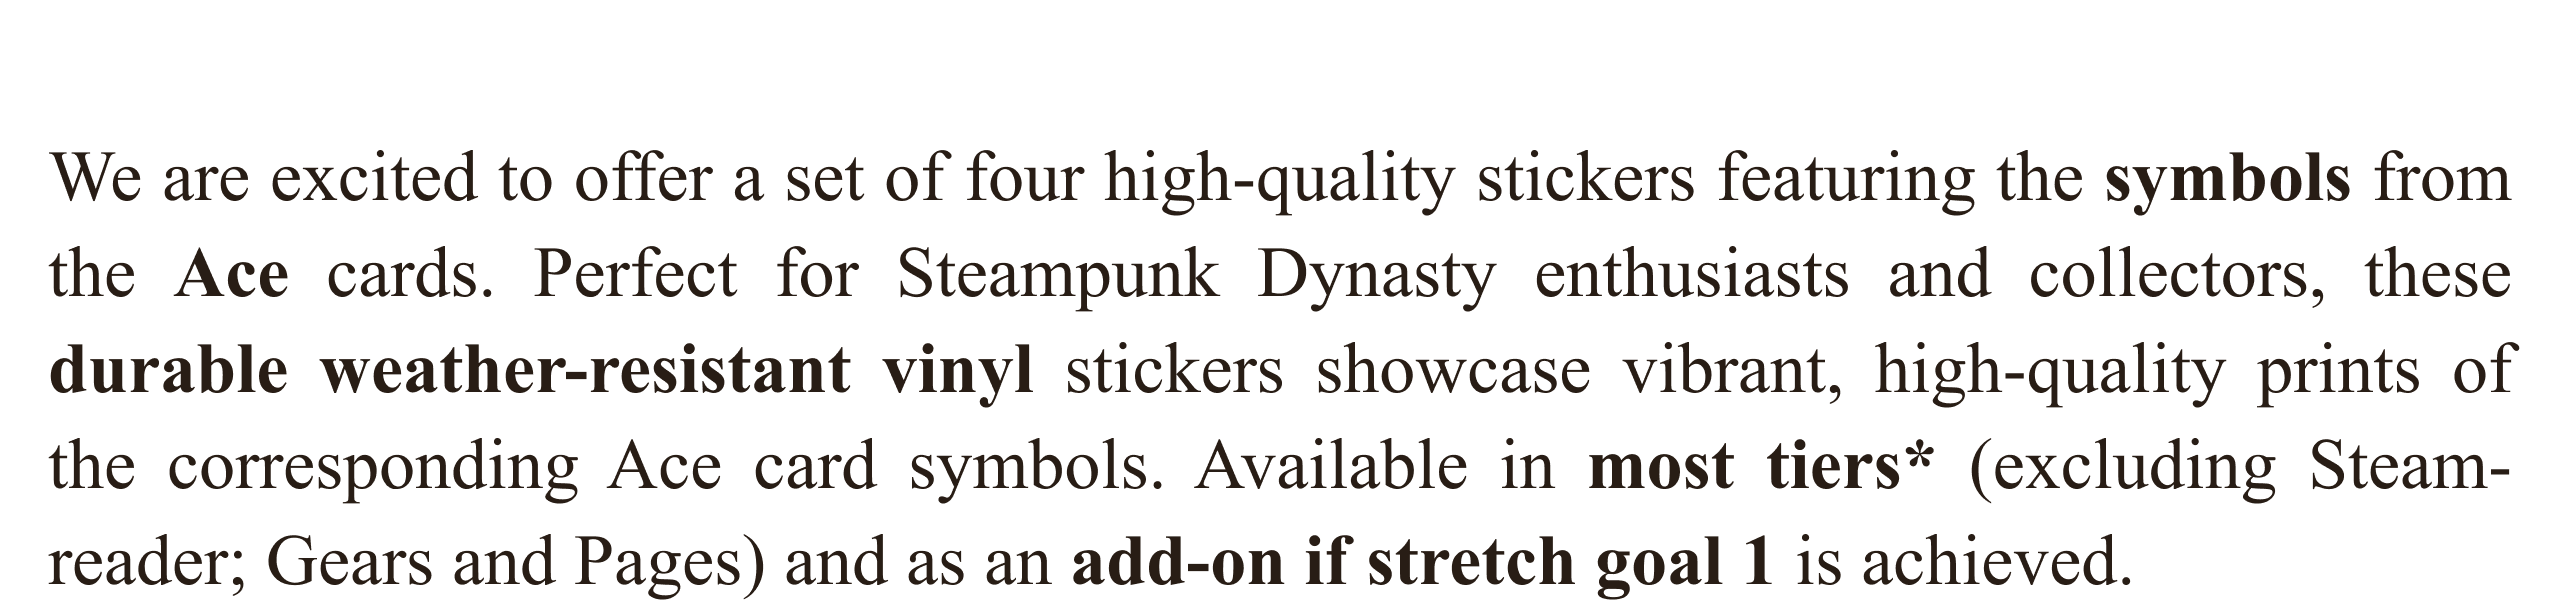 We are excited to offer a set of four high-quality stickers featuring the symbols from
the Ace cards. Perfect for Steampunk Dynasty enthusiasts and collectors, these
durable weather-resistant vinyl stickers showcase vibrant, high-quality prints of
the corresponding Ace card symbols. Available in most tiers* (excluding Steam-
reader; Gears and Pages) and as an add-on if stretch goal 1 is achieved.